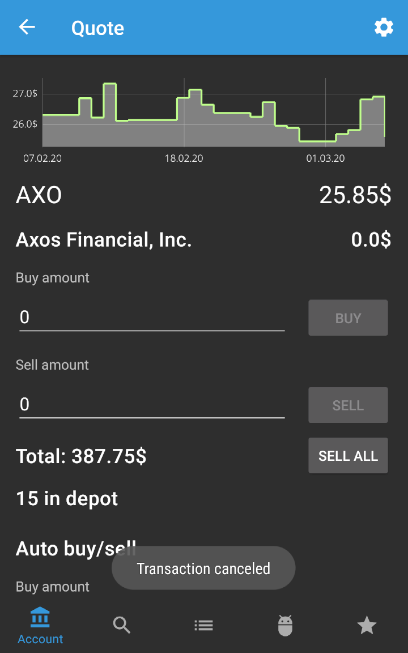 Quote
27.0$
26.0$
07.02.20 18.02.20 01.03.20
AXO 25.85$
Axos Financial, Inc. 0.0$
Buy amount
0 BUY
Sell amount
0 SELL
Total: 387.75$ SELL ALL
15 in depot
Auto buy/sell
Transaction canceled
Buy amount
Account